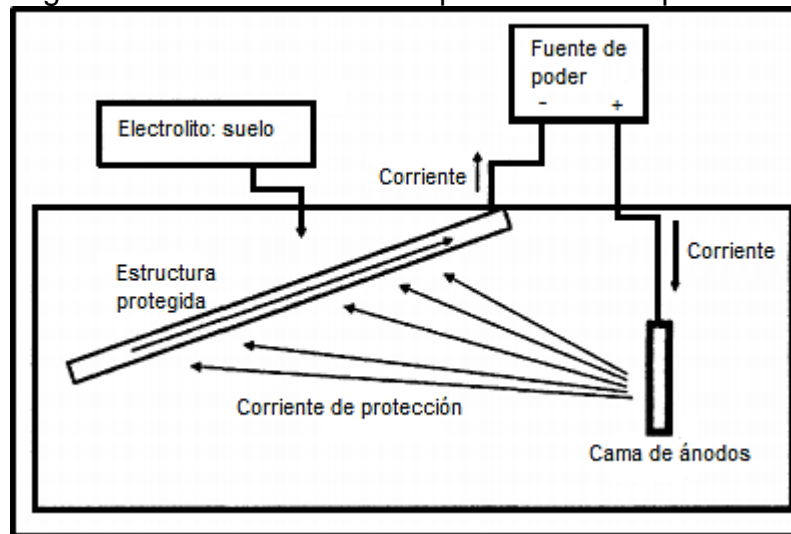 Fuente de
poder
- +
Electrolito: suelo
Corriente
Corriente
Estructura
protegida
Corriente de protección
Cama de ánodos